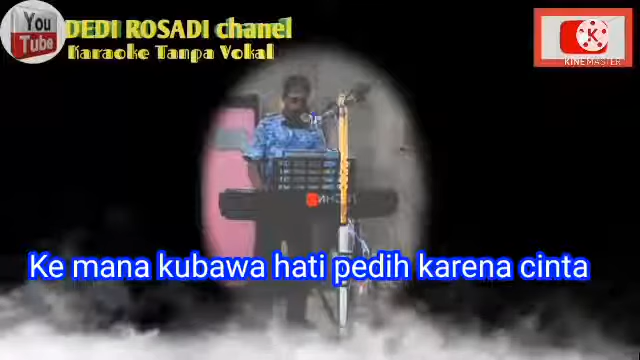 You
Tube
DEDI ROSADI chanel
Karaoke Tanpa Vokal
KINEMASTER
Ke mana kubawa hati pedih karena cinta